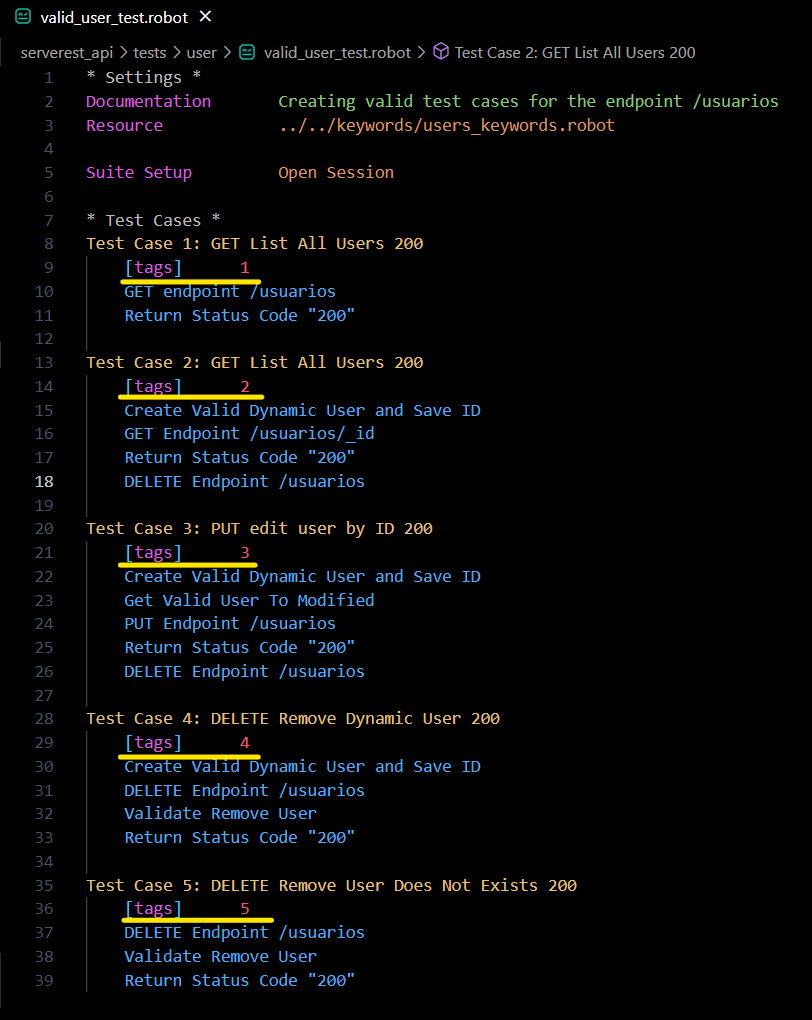 valid_user_test.robot ×
serverest_api > tests > user > valid_user_test.robot > Test Case 2: GET List All Users 200
1 * Settings *
2 Documentation Creating valid test cases for the endpoint /usuarios
3 Resource ../../keywords/users_keywords.robot
4
5 Suite Setup Open Session
6
7 * Test Cases *
8 Test Case 1: GET List All Users 200
9 [tags] 1
10 GET endpoint /usuarios
11 Return Status Code "200"
12
13 Test Case 2: GET List All Users 200
14 [tags] 2
15 Create Valid Dynamic User and Save ID
16 GET Endpoint /usuarios/_id
17 Return Status Code "200"
18 DELETE Endpoint /usuarios
19
20 Test Case 3: PUT edit user by ID 200
21 [tags] 3
22 Create Valid Dynamic User and Save ID
23 Get Valid User To Modified
24 PUT Endpoint /usuarios
25 Return Status Code "200"
26 DELETE Endpoint /usuarios
27
28 Test Case 4: DELETE Remove Dynamic User 200
29 [tags] 4
30 Create Valid Dynamic User and Save ID
31 DELETE Endpoint /usuarios
32 Validate Remove User
33 Return Status Code "200"
34
35 Test Case 5: DELETE Remove User Does Not Exists 200
36 [tags] 5
37 DELETE Endpoint /usuarios
38 Validate Remove User
39 Return Status Code "200"